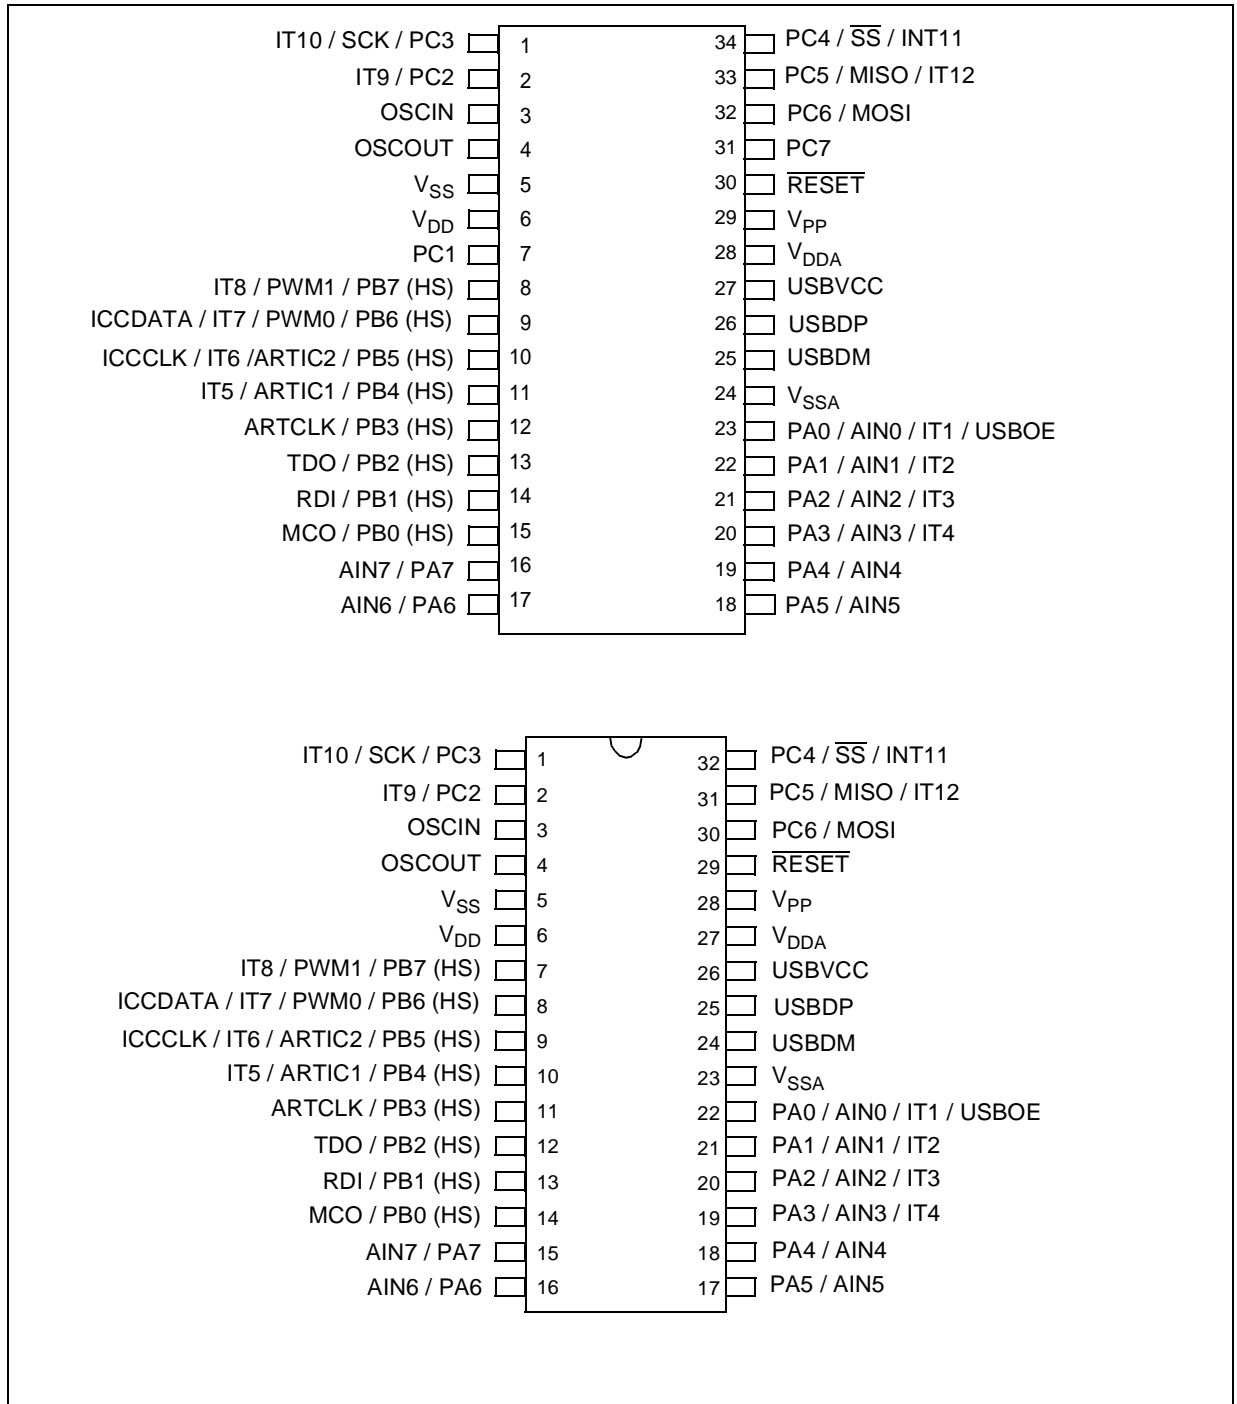 IT10 / SCK / PC3 1 34 PC4 / SS / INT11
IT9 / PC2 2 33 PC5 / MISO / IT12
OSCIN 3 32 PC6 / MOSI
OSCOUT 4 31 PC7
VSS 5 30 RESET
VDD 6 29 VPP
PC1 7 28 VDDA
IT8 / PWM1 / PB7 (HS) 8 27 USBVCC
ICCDATA / IT7 / PWM0 / PB6 (HS) 9 26 USBDP
ICCCLK / IT6 /ARTIC2 / PB5 (HS) 10 25 USBDM
IT5 / ARTIC1 / PB4 (HS) 11 24 VSSA
ARTCLK / PB3 (HS) 12 23 PA0 / AIN0 / IT1 / USBOE
TDO / PB2 (HS) 13 22 PA1 / AIN1 / IT2
RDI / PB1 (HS) 14 21 PA2 / AIN2 / IT3
MCO / PB0 (HS) 15 20 PA3 / AIN3 / IT4
AIN7 / PA7 16 19 PA4 / AIN4
AIN6 / PA6 17 18 PA5 / AIN5
IT10 / SCK / PC3 1 32 PC4 / SS / INT11
IT9 / PC2 2 31 PC5 / MISO / IT12
OSCIN 3 30 PC6 / MOSI
OSCOUT 4 29 RESET
VSS 5 28 VPP
VDD 6 27 VDDA
IT8 / PWM1 / PB7 (HS) 7 26 USBVCC
ICCDATA / IT7 / PWM0 / PB6 (HS) 8 25 USBDP
ICCCLK / IT6 / ARTIC2 / PB5 (HS) 9 24 USBDM
IT5 / ARTIC1 / PB4 (HS) 10 23 VSSA
ARTCLK / PB3 (HS) 11 22 PA0 / AIN0 / IT1 / USBOE
TDO / PB2 (HS) 12 21 PA1 / AIN1 / IT2
RDI / PB1 (HS) 13 20 PA2 / AIN2 / IT3
MCO / PB0 (HS) 14 19 PA3 / AIN3 / IT4
AIN7 / PA7 15 18 PA4 / AIN4
AIN6 / PA6 16 17 PA5 / AIN5